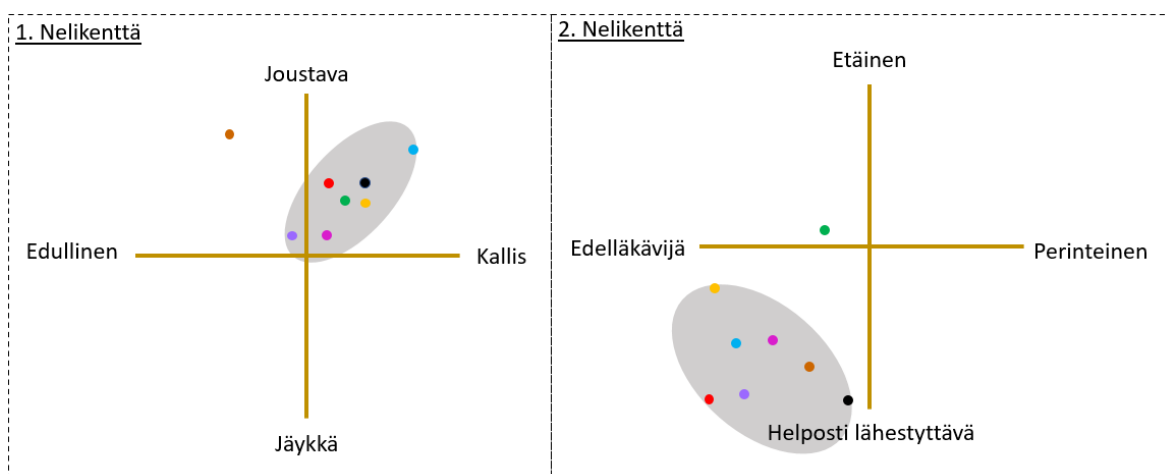 1. Nelikenttä
Joustava
Edullinen
Kallis
Jäykkä
2. Nelikenttä
Etäinen
Edelläkävijä
Perinteinen
Helposti lähestyttävä